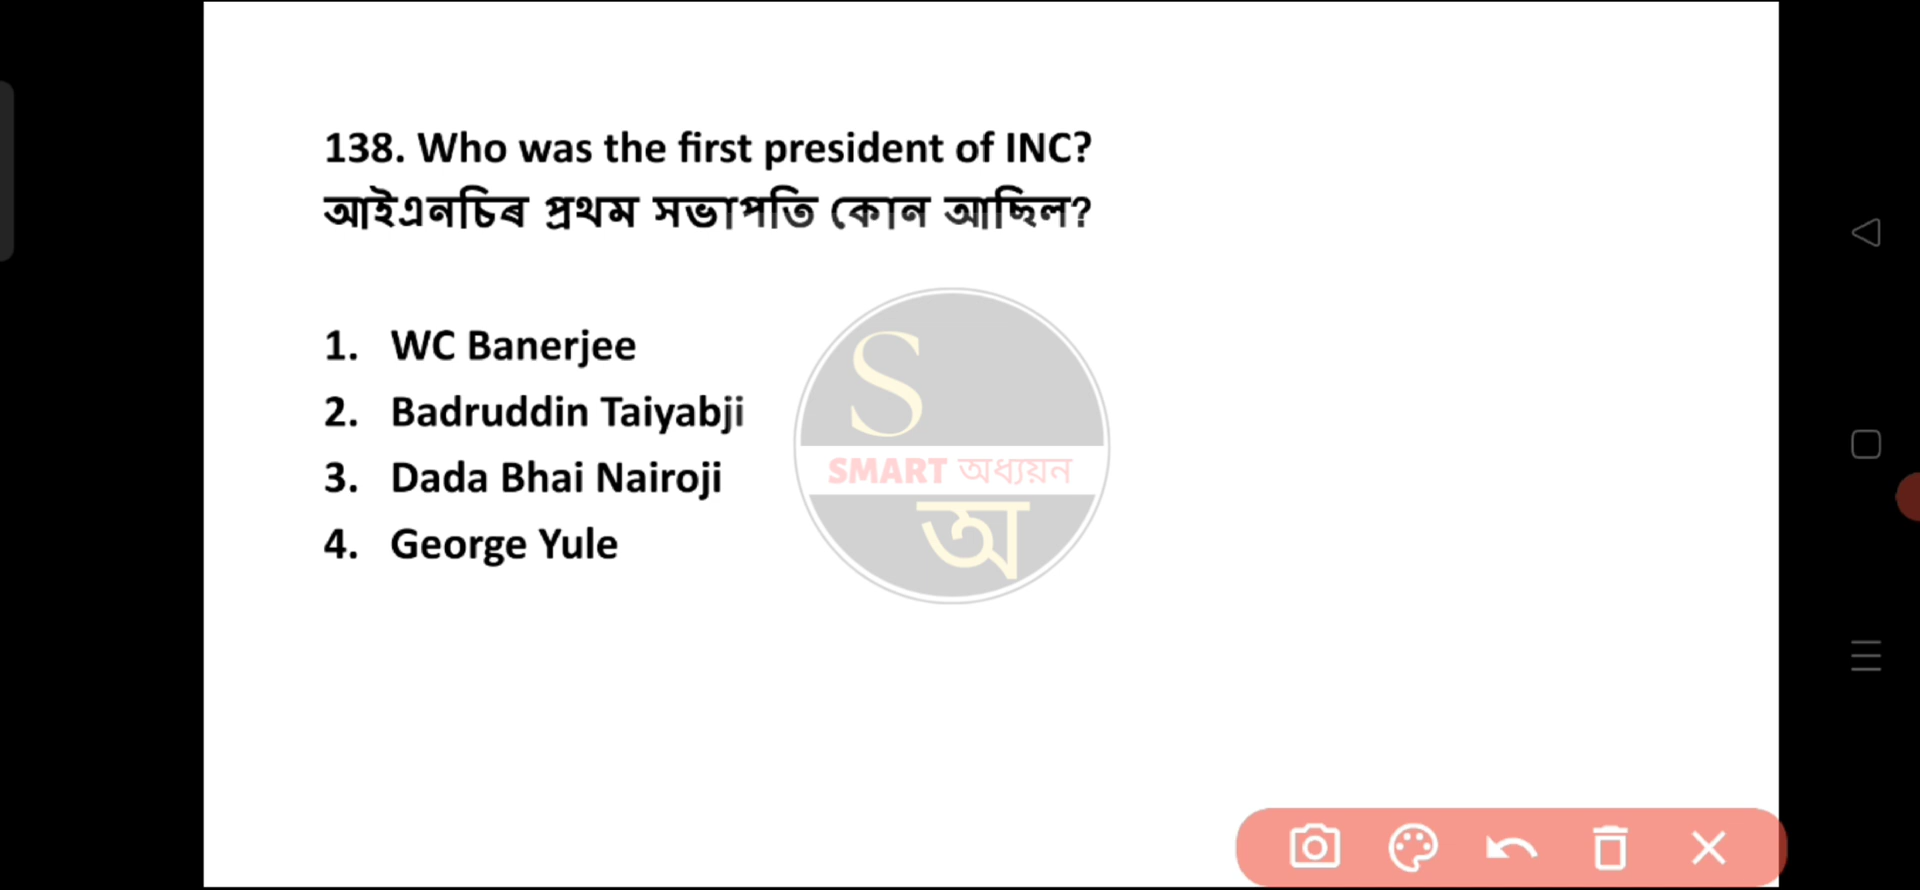 138. Who was the first president of INC?
আইএনচিৰ প্ৰথম সভাপতি কোন আছিল?
1. WC Banerjee
2. Badruddin Taiyabji
3. Dada Bhai Nairoji
4. George Yule
S
SMART অধ্যয়ন
অ